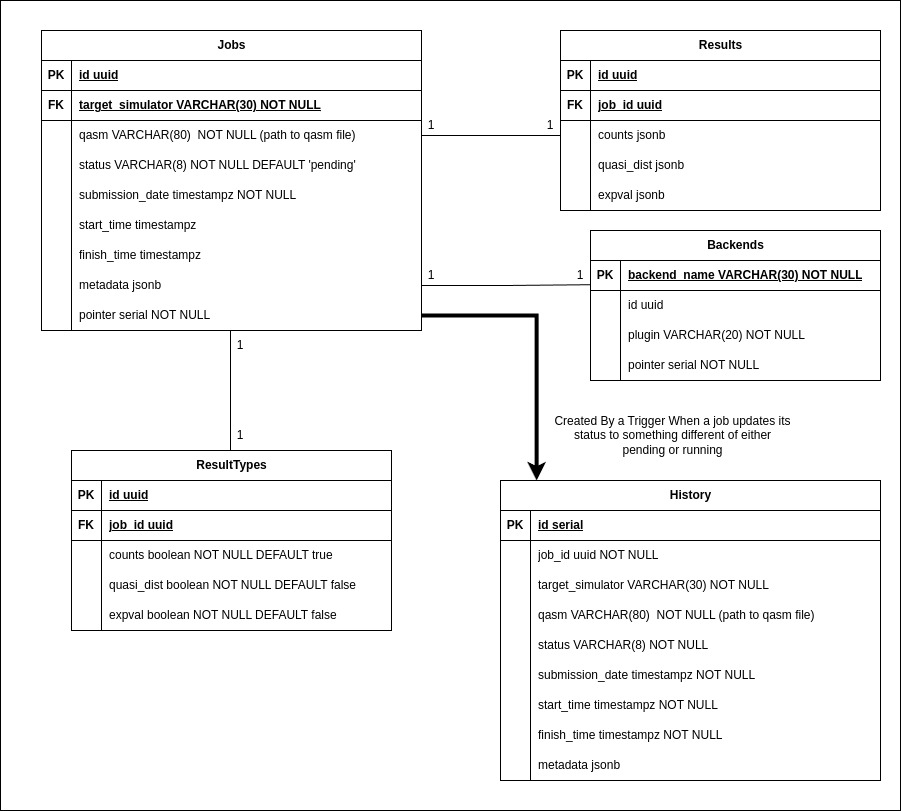 Jobs
PK id uuid
FK target_simulator VARCHAR(30) NOT NULL
qasm VARCHAR(80)  NOT NULL (path to qasm file)
status VARCHAR(8) NOT NULL DEFAULT 'pending'
submission_date timestampz NOT NULL
start_time timestampz
finish_time timestampz
metadata jsonb
pointer serial NOT NULL
1
1
Results
PK id uuid
FK job_id uuid
counts jsonb
quasi_dist jsonb
expval jsonb
1
1
Backends
PK backend_name VARCHAR(30) NOT NULL
id uuid
plugin VARCHAR(20) NOT NULL
pointer serial NOT NULL
1
1
ResultTypes
PK id uuid
FK job_id uuid
counts boolean NOT NULL DEFAULT true
quasi_dist boolean NOT NULL DEFAULT false
expval boolean NOT NULL DEFAULT false
Created By a Trigger When a job updates its
status to something different of either
pending or running
History
PK id serial
job_id uuid NOT NULL
target_simulator VARCHAR(30) NOT NULL
qasm VARCHAR(80)  NOT NULL (path to qasm file)
status VARCHAR(8) NOT NULL
submission_date timestampz NOT NULL
start_time timestampz NOT NULL
finish_time timestampz NOT NULL
metadata jsonb